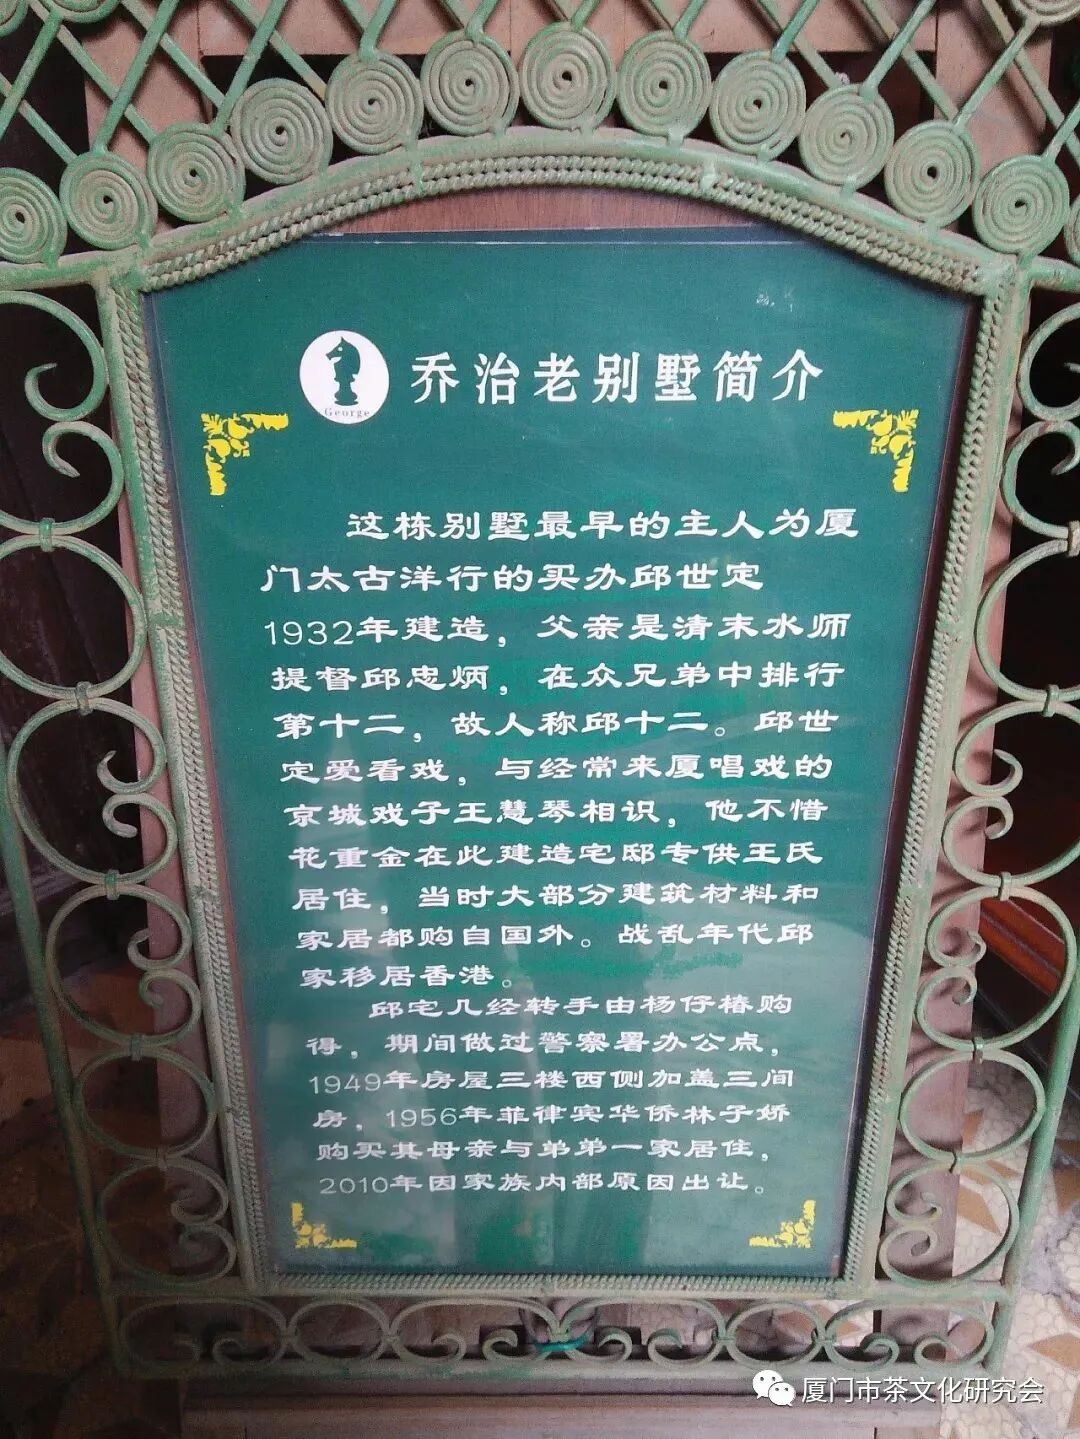 George
乔治老别墅简介
这栋别墅最早的主人为厦
门太古洋行的买办邱世定
1932年建造，父亲是清末水师
提督邱忠炳，在众兄弟中排行
第十二，故人称邱十二。邱世
定爱看戏，与经常来厦唱戏的
京城戏子王慧琴相识，他不惜
花重金在此建造宅邸专供王氏
居住，当时大部分建筑材料和
家居都购自国外。战乱年代邱
家移居香港。
邱宅几经转手由杨仔椿购
得，期间做过警察署办公点，
1949年房屋三楼西侧加盖三间
房，1956年菲律宾华侨林子娇
购买其母亲与弟弟一家居住，
2010年因家族内部原因出让。
厦门市茶文化研究会